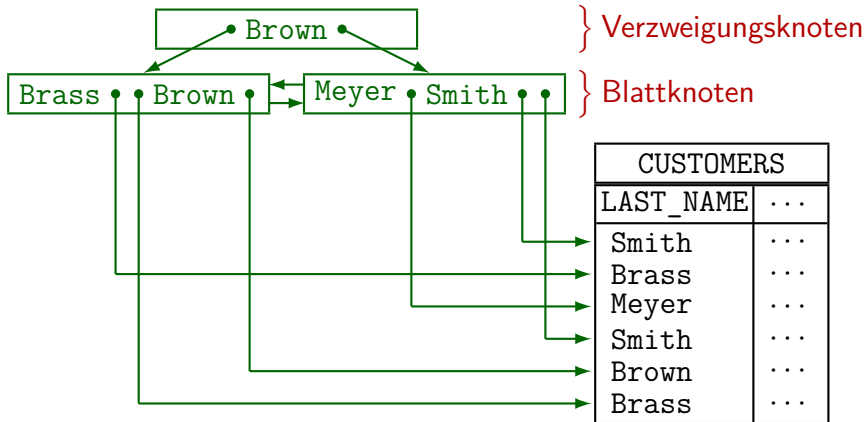 Brown
Verzweigungsknoten
Brass Brown
Meyer Smith
Blattknoten
CUSTOMERS
LAST_NAME ...
Smith ...
Brass ...
Meyer ...
Smith ...
Brown ...
Brass ...